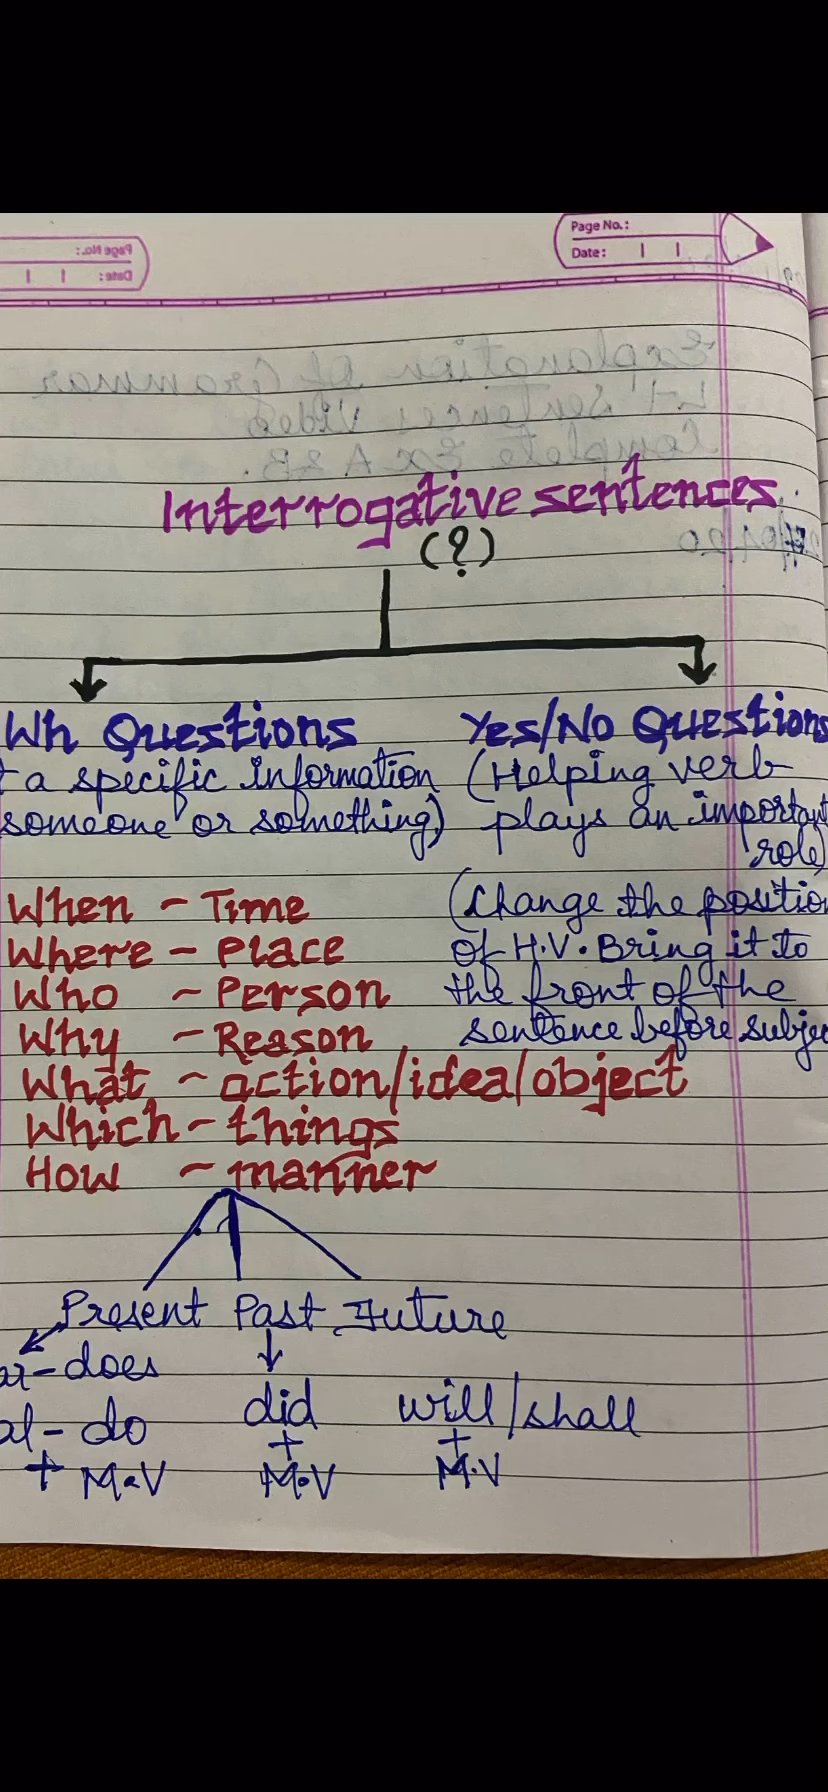 Page No.:
Date:
Interrogative sentences
(?)
Wh Questions
a specific information
someone or something)
When - Time
Where - Place
Who - Person
Why - Reason
What - action/idea/object
Which - things
How - manner
Yes/No Questions
(Helping verb
plays an important
role)
(Change the position
of H.V. Bring it to
the front of the
sentence before
Present Past Future
does
do
+ M.V
did
+
M.V
will/shall
+
M.V